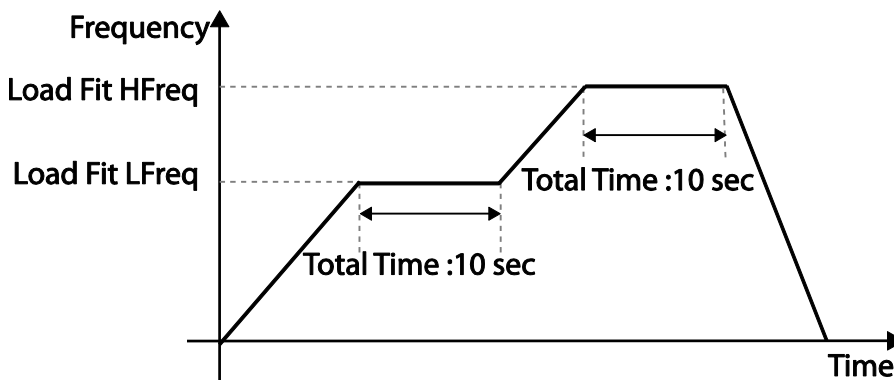 Frequency
Load Fit HFreq
Load Fit LFreq
Total Time :10 sec
Total Time :10 sec
Time